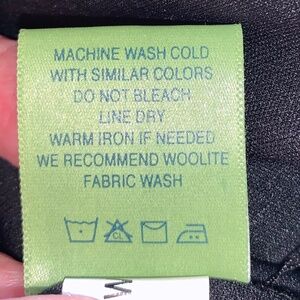 MACHINE WASH COLD
WITH SIMILAR COLORS
DO NOT BLEACH
LINE DRY
WARM IRON IF NEEDED
WE RECOMMEND WOOLITE
FABRIC WASH
CL
M